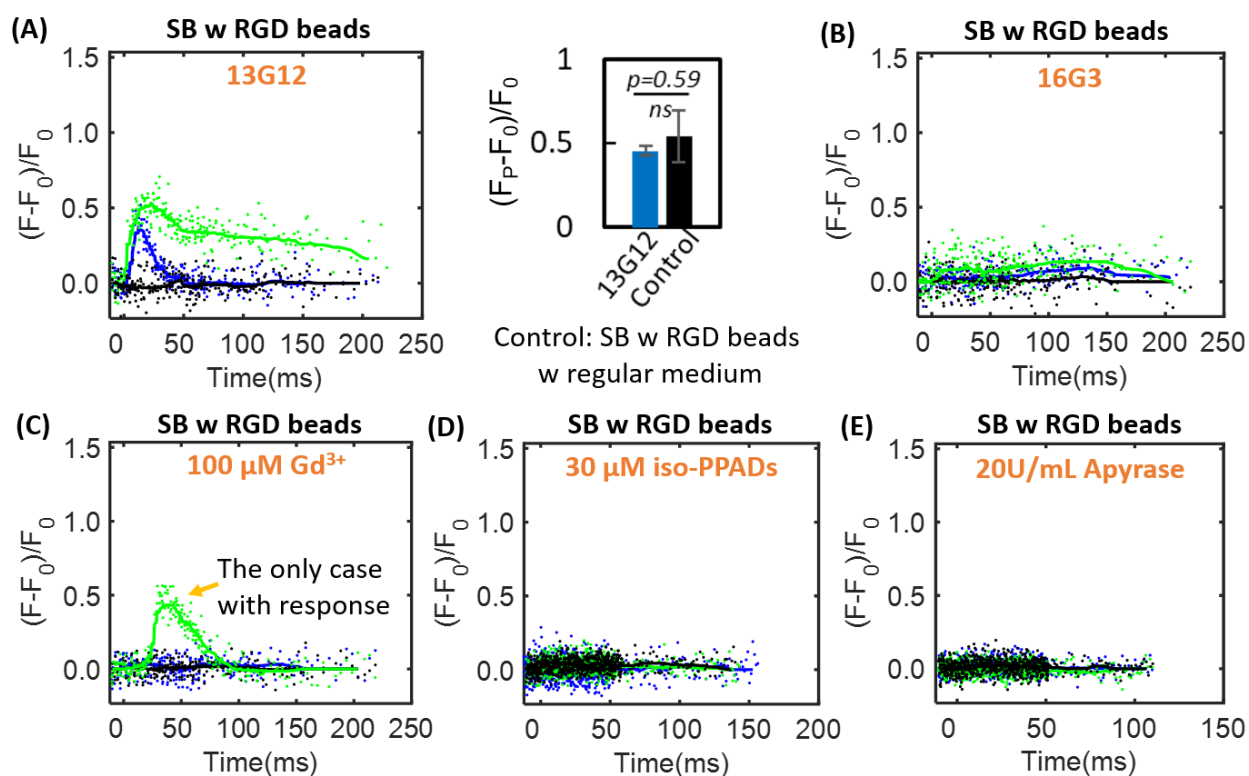 (A)
SB w RGD beads
13G12
1.5
1.0
0.5
0.0
(F-F₀)/F₀
0 50 100 150 200 250
Time(ms)
1
0.5
0
(Fₚ-F₀)/F₀
p=0.59
ns
13G12
Control
Control: SB w RGD beads
w regular medium
(B)
SB w RGD beads
16G3
1.5
1.0
0.5
0.0
(F-F₀)/F₀
0 50 100 150 200 250
Time(ms)
(C)
SB w RGD beads
100 µM Gd³⁺
1.5
1.0
0.5
0.0
(F-F₀)/F₀
The only case
with response
0 50 100 150 200 250
Time(ms)
(D)
SB w RGD beads
30 µM iso-PPADs
1.5
1.0
0.5
0.0
(F-F₀)/F₀
0 50 100 150 200
Time(ms)
(E)
SB w RGD beads
20U/mL Apyrase
1.5
1.0
0.5
0.0
(F-F₀)/F₀
0 50 100 150
Time(ms)